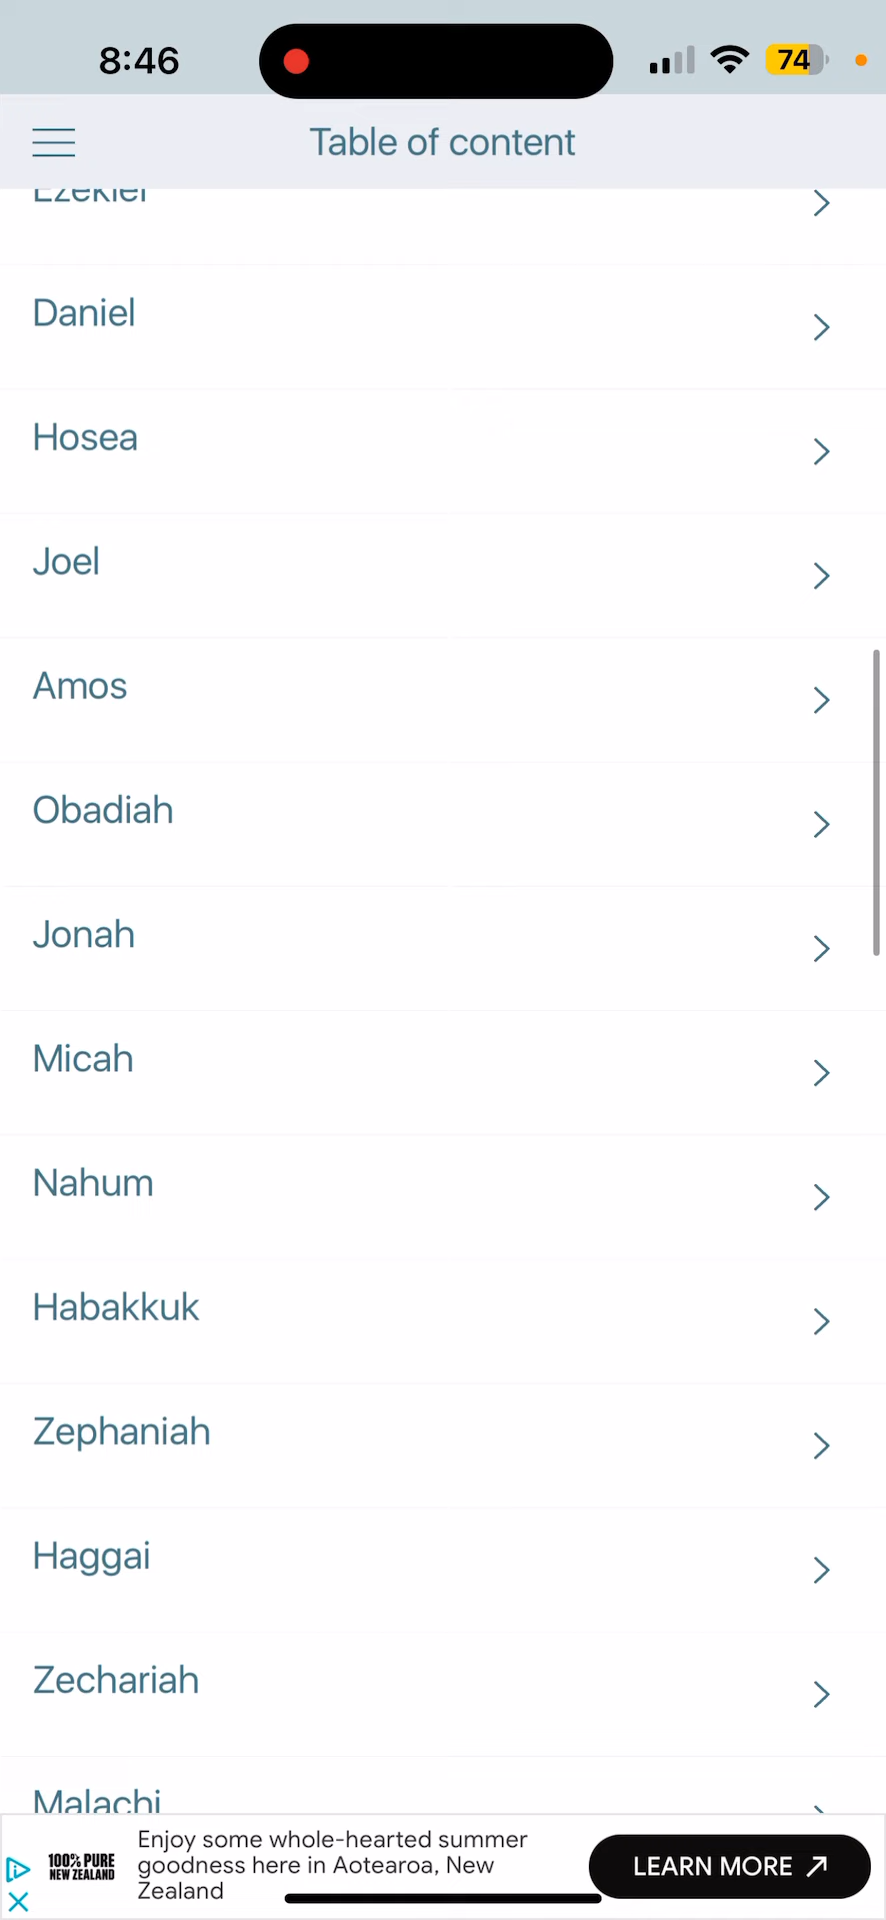 8:46
74
Table of content
Ezekiel
Daniel
Hosea
Joel
Amos
Obadiah
Jonah
Micah
Nahum
Habakkuk
Zephaniah
Haggai
Zechariah
Malachi
100% PURE
NEW ZEALAND
Enjoy some whole-hearted summer
goodness here in Aotearoa, New
Zealand
LEARN MORE